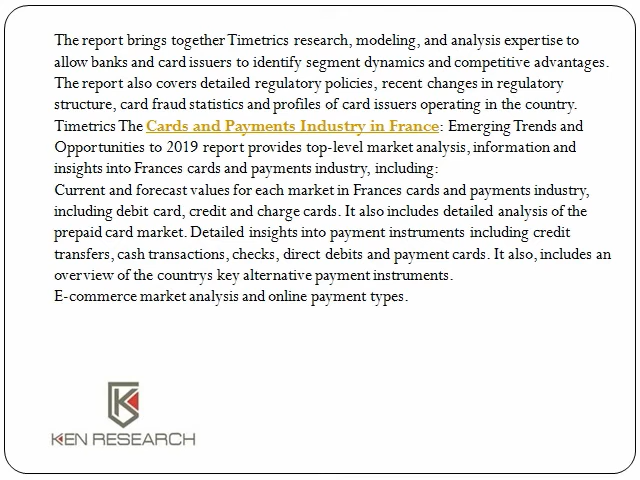 The report brings together Timetrics research, modeling, and analysis expertise to
allow banks and card issuers to identify segment dynamics and competitive advantages.
The report also covers detailed regulatory policies, recent changes in regulatory
structure, card fraud statistics and profiles of card issuers operating in the country.
Timetrics The Cards and Payments Industry in France: Emerging Trends and
Opportunities to 2019 report provides top-level market analysis, information and
insights into Frances cards and payments industry, including:
Current and forecast values for each market in Frances cards and payments industry,
including debit card, credit and charge cards. It also includes detailed analysis of the
prepaid card market. Detailed insights into payment instruments including credit
transfers, cash transactions, checks, direct debits and payment cards. It also, includes an
overview of the countrys key alternative payment instruments.
E-commerce market analysis and online payment types.
KEN RESEARCH